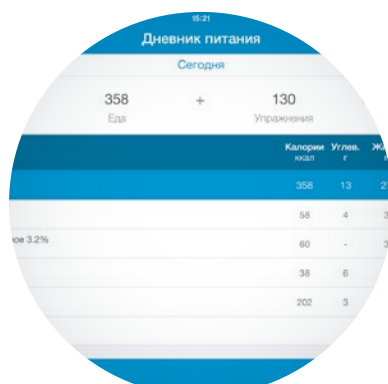 15:21
Дневник питания
Сегодня
358 + 130
Еда Упражнения
Калории Углев.
ккал г
358 13
58 4
3.2% 60 -
38 6
202 3